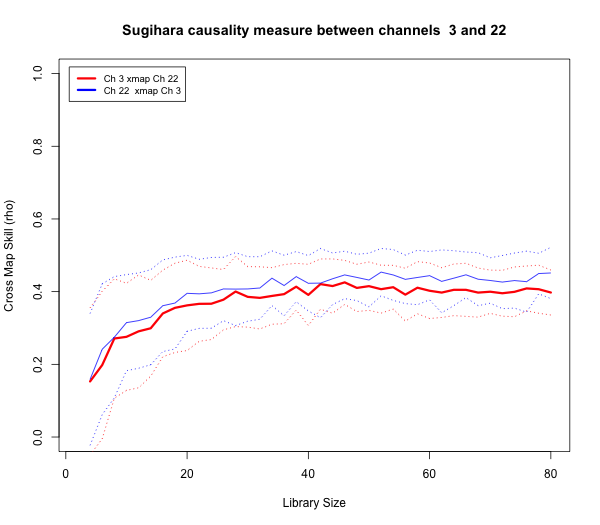 Sugihara causality measure between channels  3 and 22
Ch 3 xmap Ch 22
Ch 22  xmap Ch 3
Cross Map Skill (rho)
1.0
0.8
0.6
0.4
0.2
0.0
0 20 40 60 80
Library Size